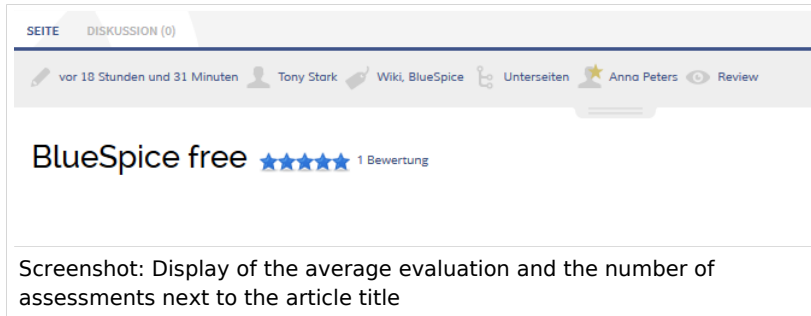 SEITE DISKUSSION (0)
vor 18 Stunden und 31 Minuten Tony Stark Wiki, BlueSpice Unterseiten Anna Peters Review
BlueSpice free 1 Bewertung
Screenshot: Display of the average evaluation and the number of
assessments next to the article title